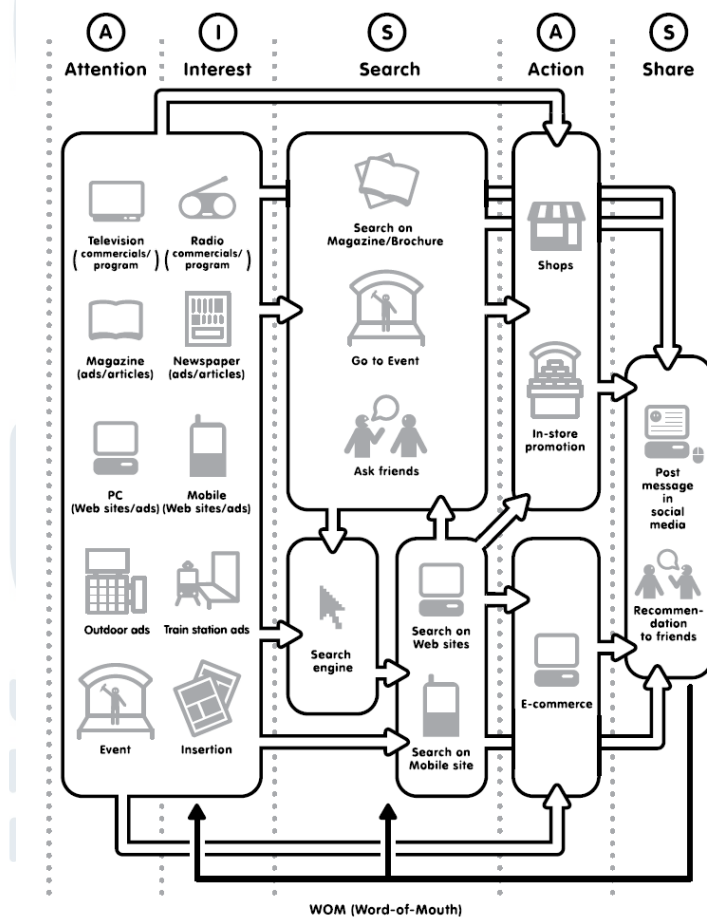 A
I
S
A
S
Attention
Interest
Search
Action
Share
Television
( commercials/
program )
Radio
( commercials/
program )
Magazine
(ads/articles)
Newspaper
(ads/articles)
PC
(Web sites/ads)
Mobile
(Web sites/ads)
Outdoor ads
Train station ads
Event
Insertion
Search on
Magazine/Brochure
Go to Event
Ask friends
Search
engine
Search on
Web sites
Search on
Mobile site
Shops
In-store
promotion
E-commerce
Post
message
in
social
media
Recommen-
dation
to friends
WOM (Word-of-Mouth)